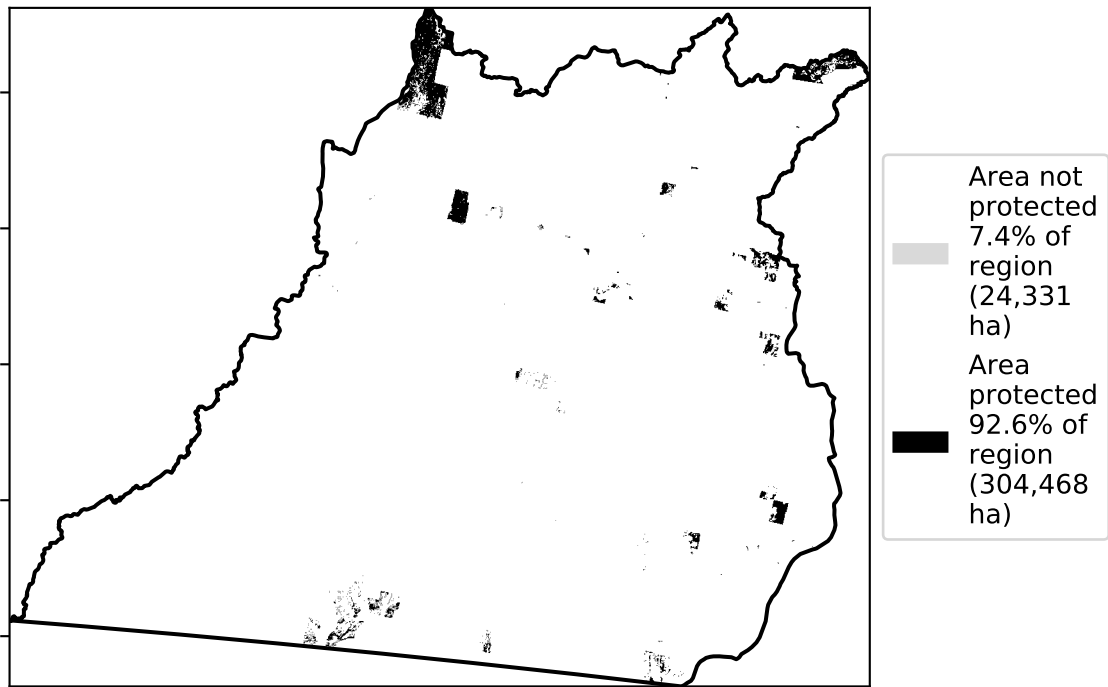 Area not
protected
7.4% of
region
(24,331
ha)
Area
protected
92.6% of
region
(304,468
ha)